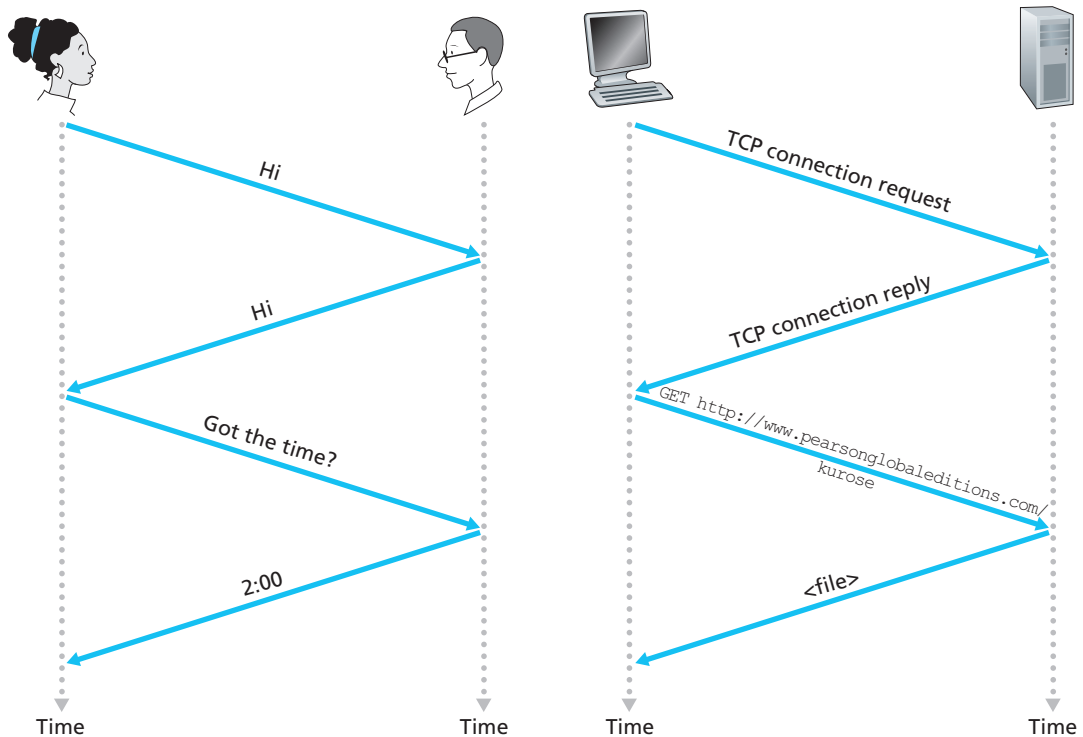 Hi
Hi
Got the time?
2:00
Time
Time
TCP connection request
TCP connection reply
GET http://www.pearsonglobaleditions.com/
kurose
<file>
Time
Time